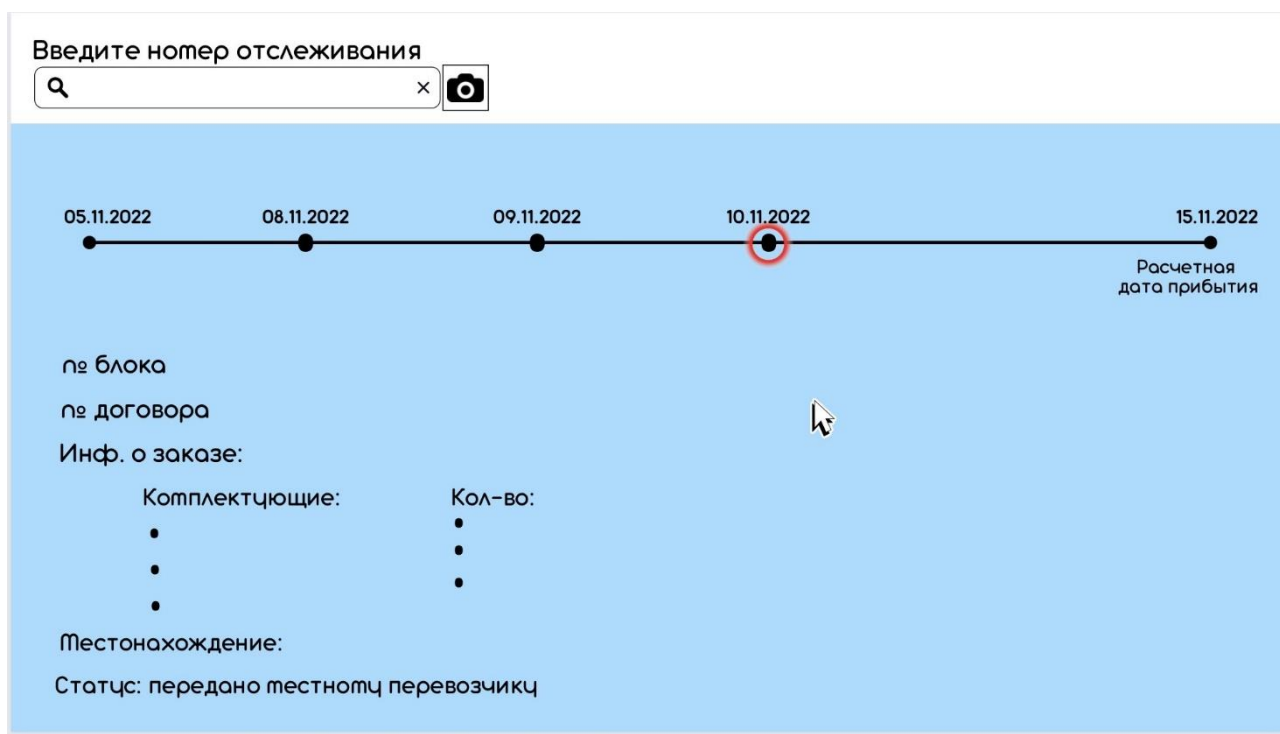 Введите номер отслеживания
05.11.2022 08.11.2022 09.11.2022 10.11.2022 15.11.2022
Расчетная
дата прибытия
№ блока
№ договора
Инф. о заказе:
Комплектующие: Кол-во:
Местонахождение:
Статус: передано местному перевозчику